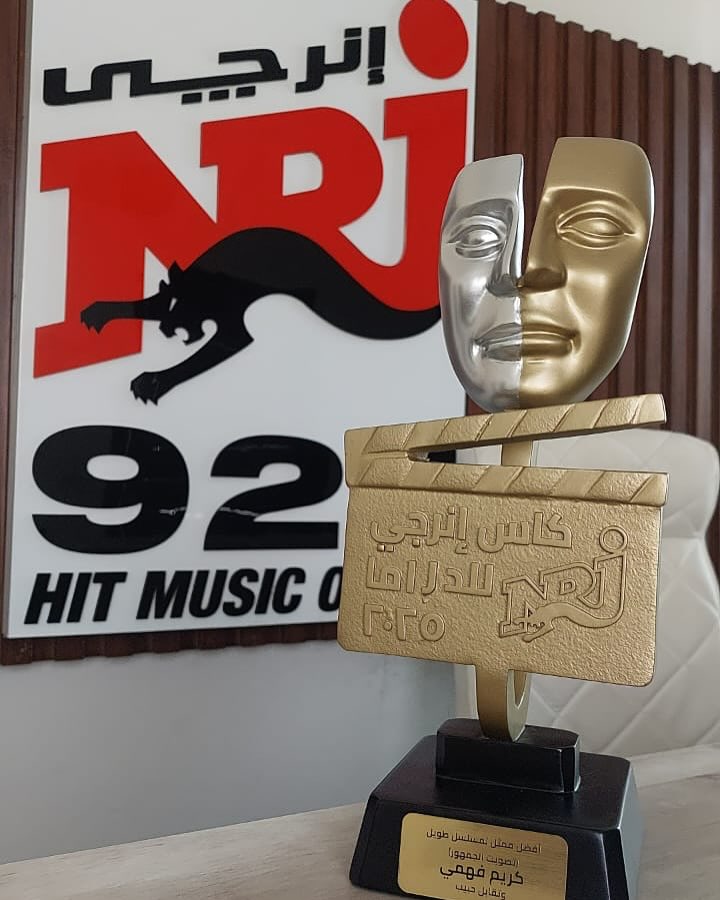 إنرجي
NRJ
92
HIT MUSIC O
كاس إنرجي
للدراما
٢٠٢٥
NRJ
أفضل ممثل بمسلسل طويل
(تصويت الجمهور)
كريم فهمي
وتقابل حبيب